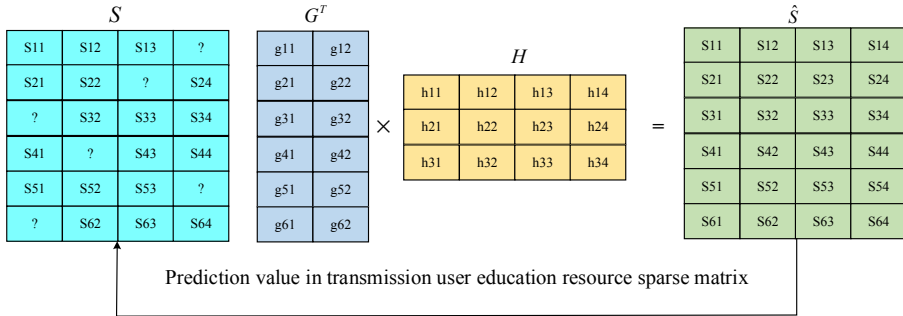 S
G^T
H
Ŝ
S11 S12 S13 ?
S21 S22 ? S24
? S32 S33 S34
S41 ? S43 S44
S51 S52 S53 ?
? S62 S63 S64
g11 g12
g21 g22
g31 g32
g41 g42
g51 g52
g61 g62
×
h11 h12 h13 h14
h21 h22 h23 h24
h31 h32 h33 h34
=
S11 S12 S13 S14
S21 S22 S23 S24
S31 S32 S33 S34
S41 S42 S43 S44
S51 S52 S53 S54
S61 S62 S63 S64
Prediction value in transmission user education resource sparse matrix